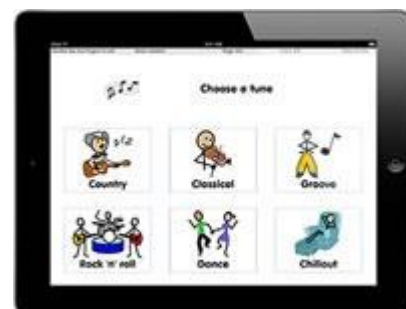 Choose a tune
Country
Classical
Groove
Rock 'n' roll
Dance
Chillout